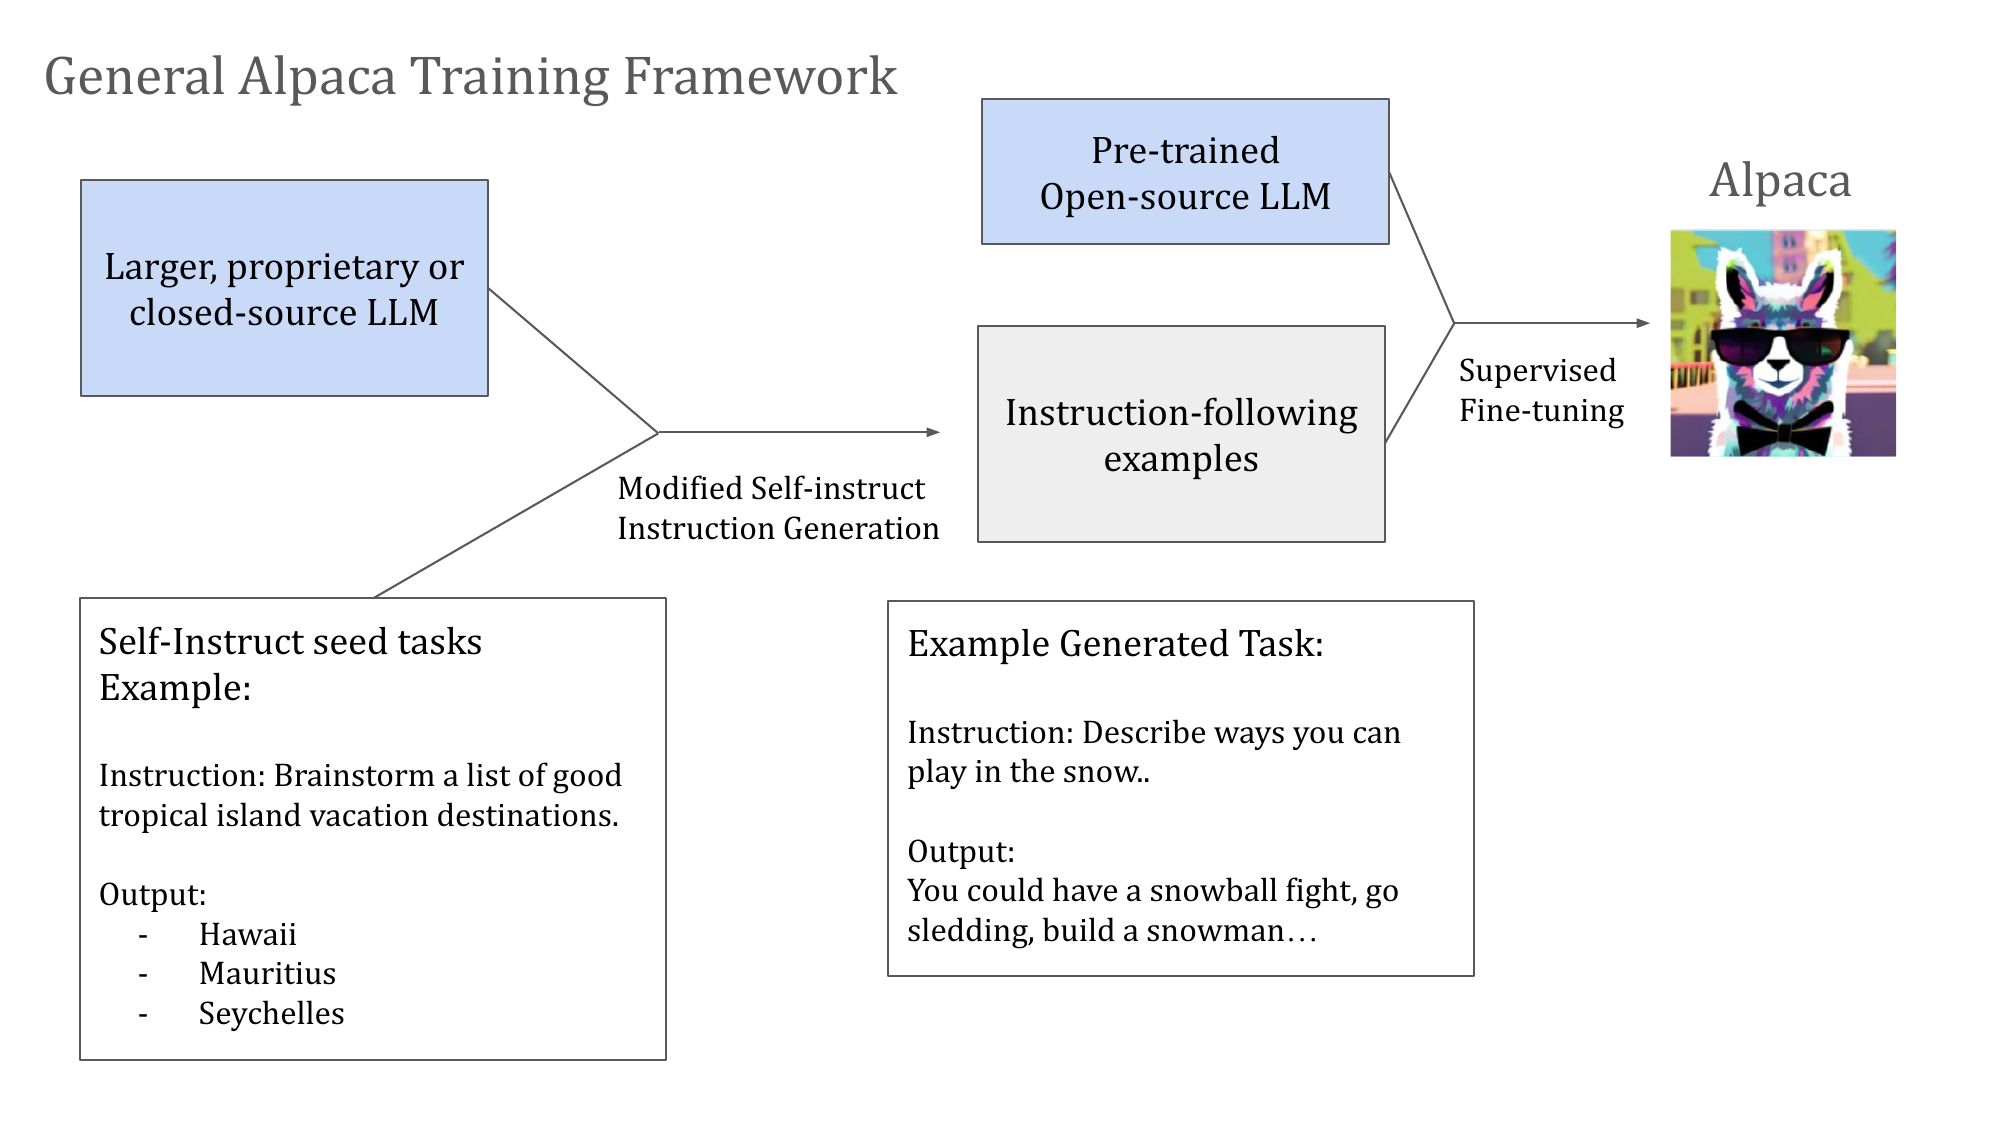 General Alpaca Training Framework
Pre-trained
Open-source LLM
Alpaca
Larger, proprietary or
closed-source LLM
Instruction-following
examples
Supervised
Fine-tuning
Modified Self-instruct
Instruction Generation
Self-Instruct seed tasks
Example:
Instruction: Brainstorm a list of good
tropical island vacation destinations.
Output:
- Hawaii
- Mauritius
- Seychelles
Example Generated Task:
Instruction: Describe ways you can
play in the snow..
Output:
You could have a snowball fight, go
sledding, build a snowman…